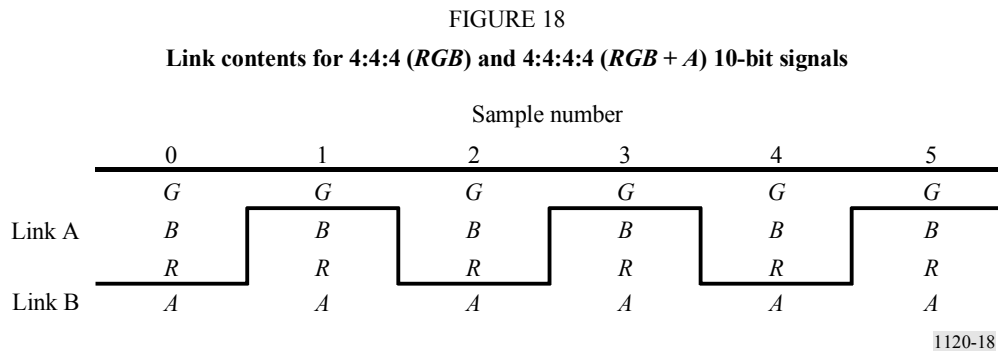 FIGURE 18
Link contents for 4:4:4 (RGB) and 4:4:4:4 (RGB + A) 10-bit signals
Sample number
0 1 2 3 4 5
G G G G G G
Link A B B B B B B
R R R R R R
Link B A A A A A A
1120-18